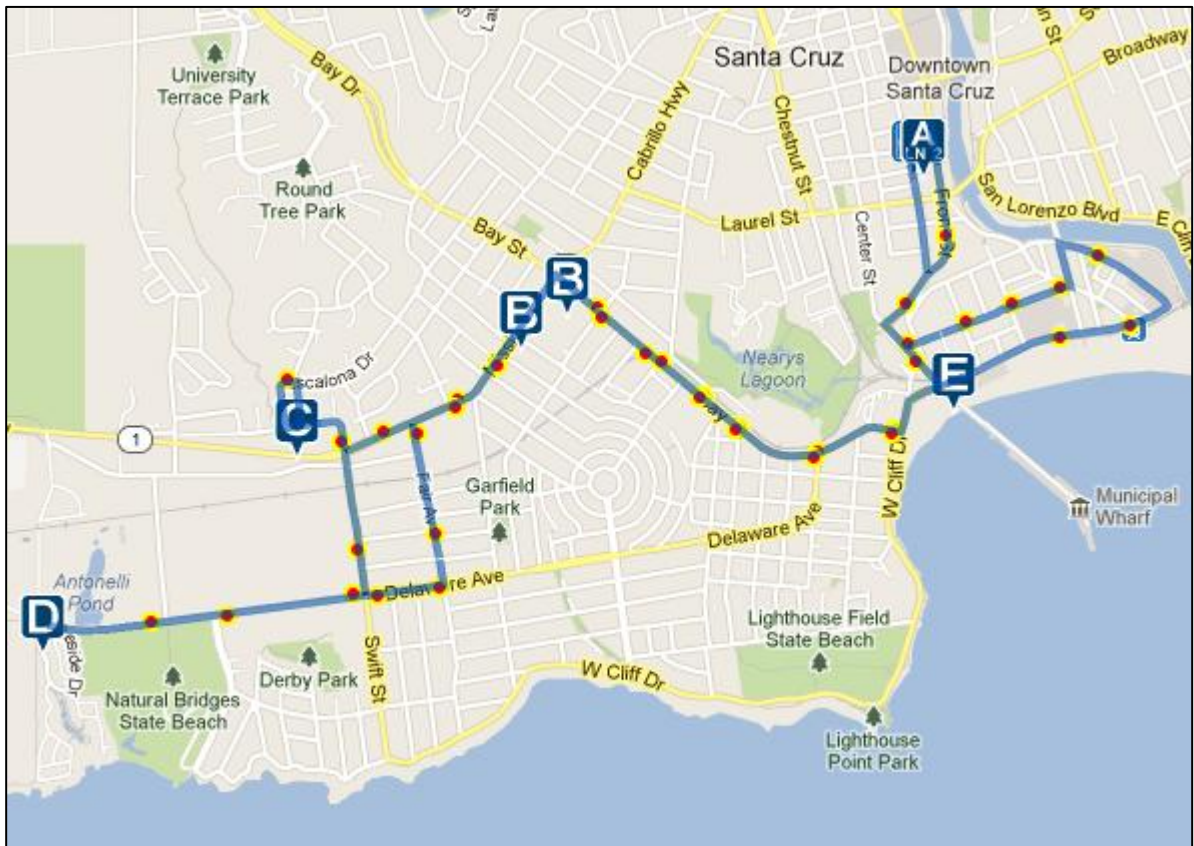 Santa Cruz
Downtown
Santa Cruz
Broadway
University
Terrace Park
Bay Dr
Cabrillo Hwy
Chestnut St
A
LN 2
Round
Tree Park
San Lorenzo Blvd
Laurel St
Front St
Center St
Bay St
B
B
Escalona Dr
Nearys
Lagoon
E
C
1
Fair Av
Garfield
Park
W Cliff Dr
Municipal
Wharf
Delaware Ave
Delaware Ave
Antonelli
Pond
D
Lighthouse Field
State Beach
Swift St
Derby Park
W Cliff Dr
Natural Bridges
State Beach
Lighthouse
Point Park